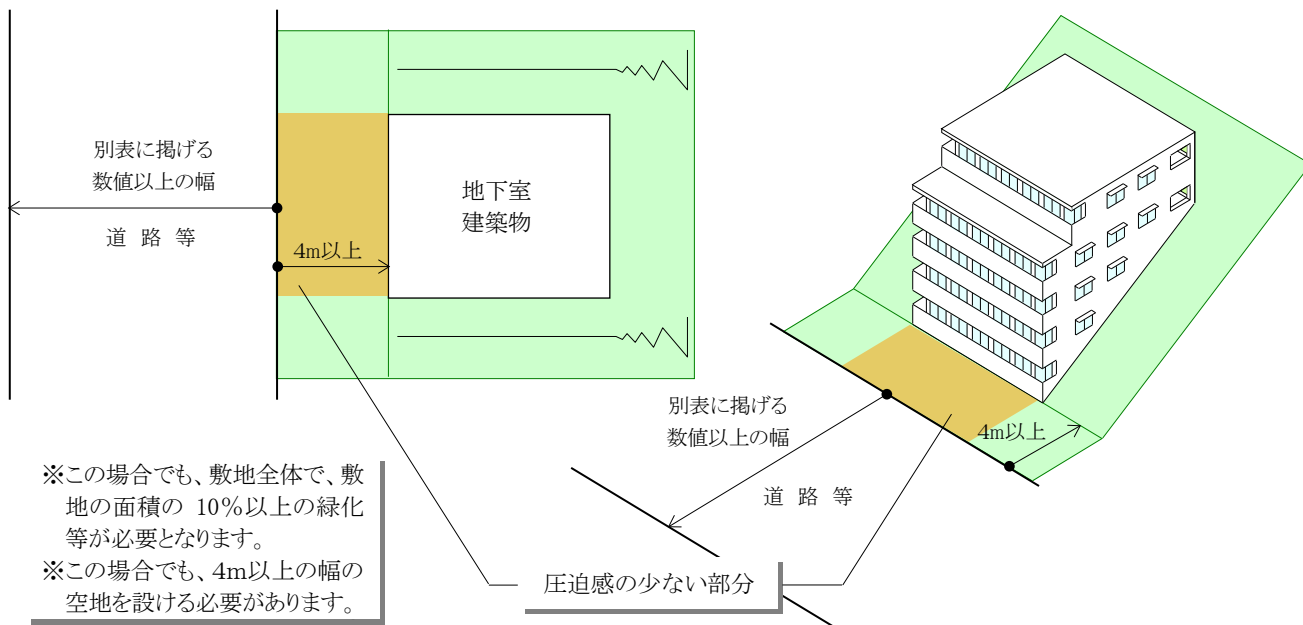 別表に掲げる
数値以上の幅
道 路 等
4m以上
地下室
建築物
別表に掲げる
数値以上の幅
道 路 等
4m以上
※この場合でも、敷地全体で、敷
地の面積の 10%以上の緑化
等が必要となります。
※この場合でも、4m以上の幅の
空地を設ける必要があります。
圧迫感の少ない部分